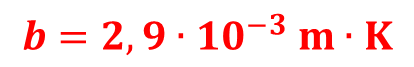 b = 2,9 · 10⁻³ m · K